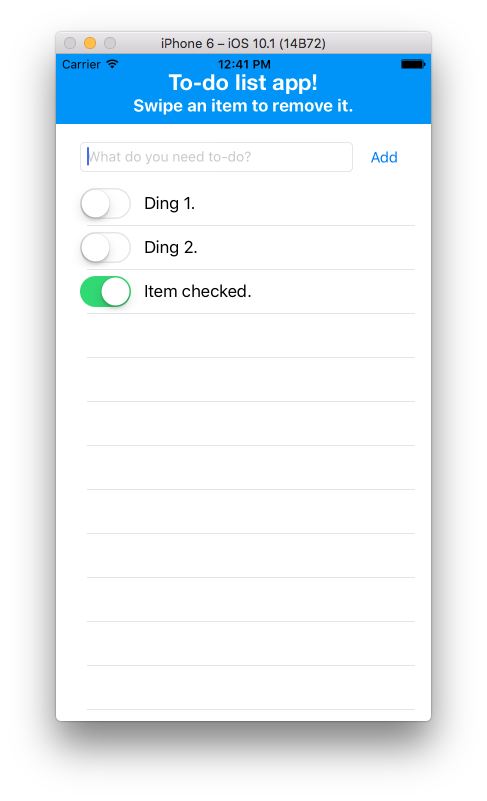 iPhone 6 – iOS 10.1 (14B72)
Carrier 12:41 PM
To-do list app!
Swipe an item to remove it.
What do you need to-do? Add
Ding 1.
Ding 2.
Item checked.